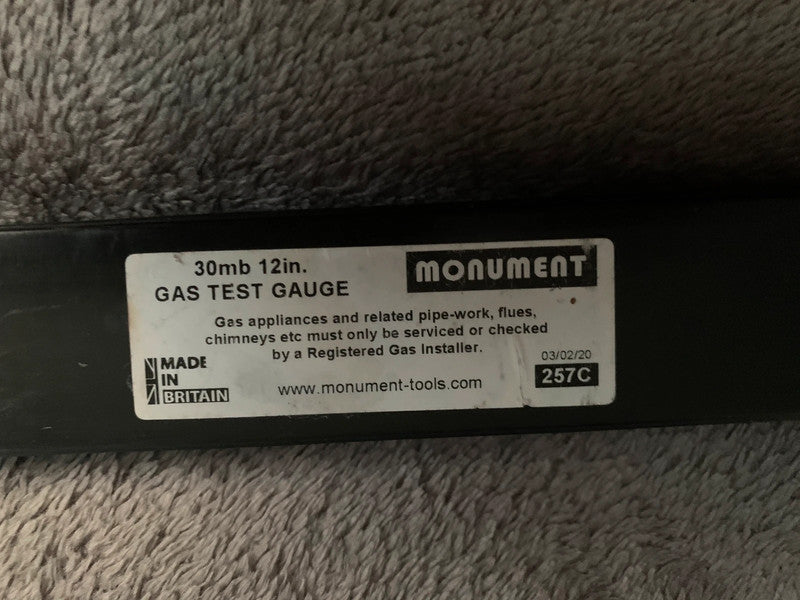 30mb 12in.
GAS TEST GAUGE
MONUMENT
Gas appliances and related pipe-work, flues,
chimneys etc must only be serviced or checked
by a Registered Gas Installer.
MADE
IN
BRITAIN
www.monument-tools.com
03/02/20
257C